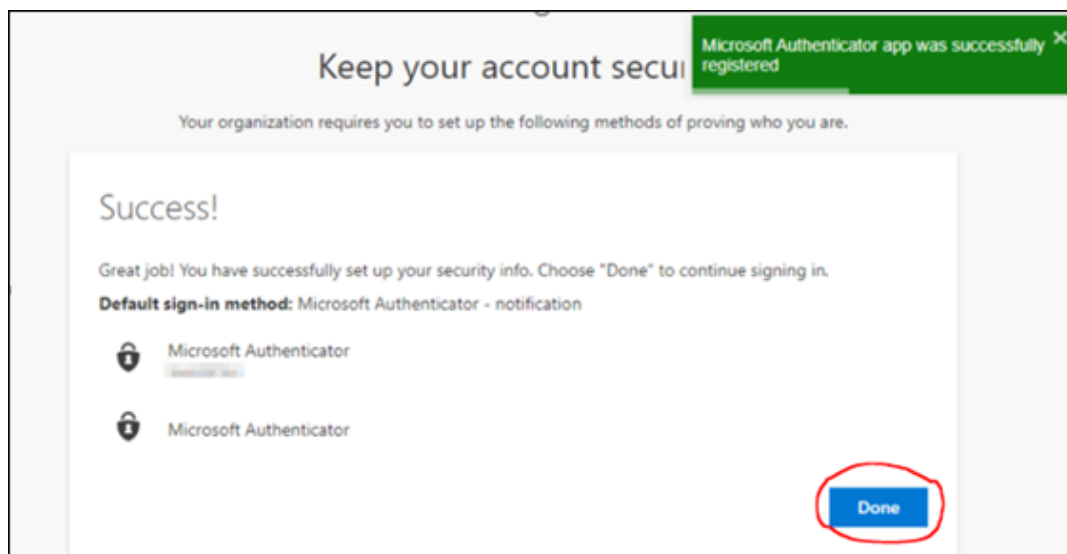 Microsoft Authenticator app was successfully
registered
Keep your account secu
Your organization requires you to set up the following methods of proving who you are.
Success!
Great job! You have successfully set up your security info. Choose "Done" to continue signing in.
Default sign-in method: Microsoft Authenticator - notification
Microsoft Authenticator
Microsoft Authenticator
Done